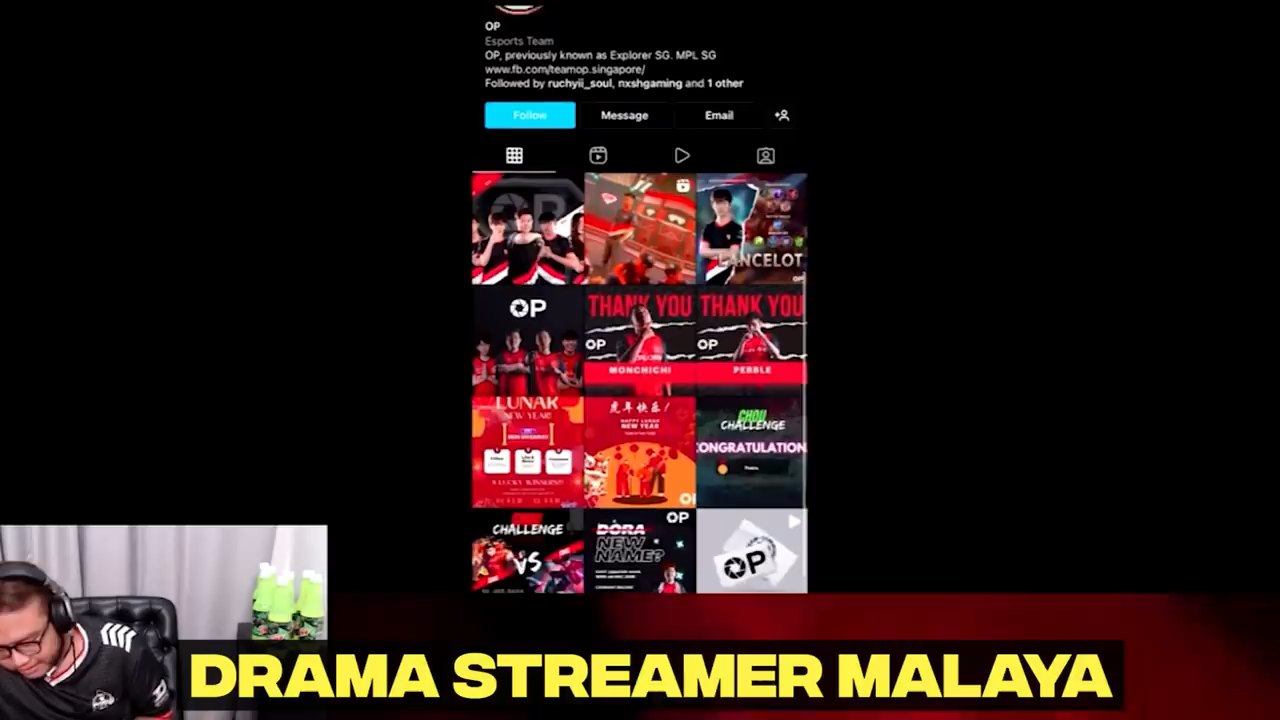 OP
Esports Team
OP, previously known as Explorer SG. MPL SG
www.fb.com/teamop.singapore/
Followed by ruchyii_soul, nxshgaming and 1 other
Follow
Message
Email
OP
LANCELOT
OP
THANK YOU
OP
MONCHICHI
THANK YOU
OP
PEBBLE
LUNAR
NEW YEAR!
虎年快乐!
HAPPY LUNAR
NEW YEAR
CHOU
CHALLENGE
CONGRATULATION
CHALLENGE
VS
OP
DORA
NEW
NAME?
OP
DRAMA STREAMER MALAYA